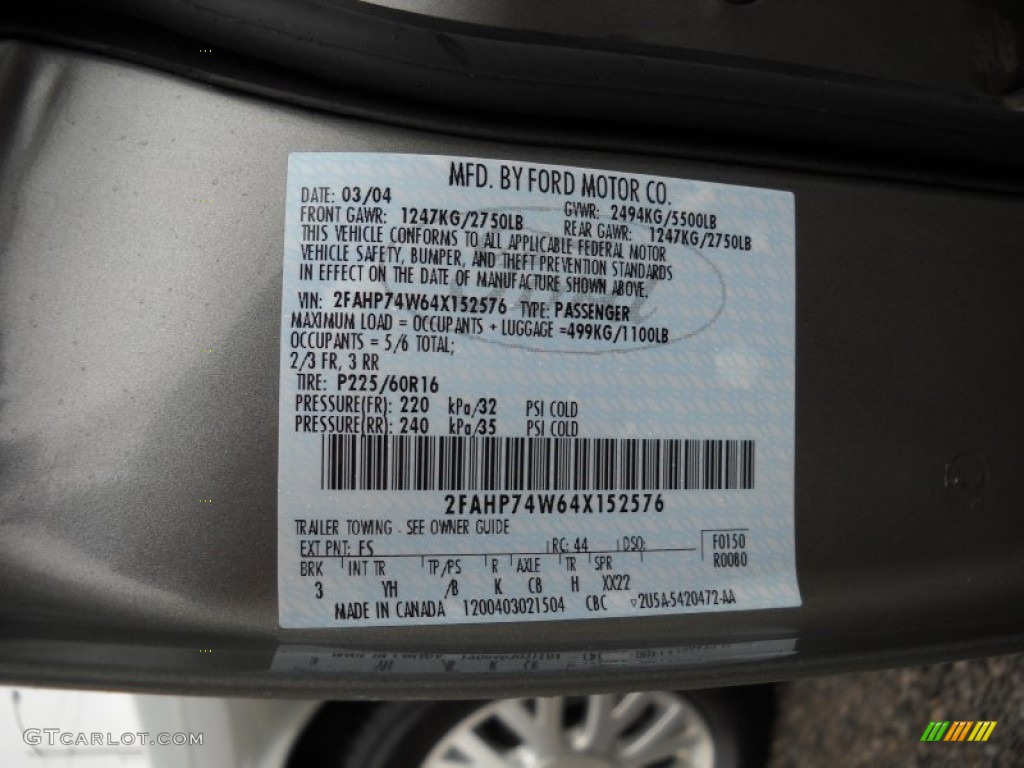 MFD. BY FORD MOTOR CO.
DATE: 03/04 GVWR: 2494KG/5500LB
FRONT GAWR: 1247KG/2750LB REAR GAWR: 1247KG/2750LB
THIS VEHICLE CONFORMS TO ALL APPLICABLE FEDERAL MOTOR
VEHICLE SAFETY, BUMPER, AND THEFT PREVENTION STANDARDS
IN EFFECT ON THE DATE OF MANUFACTURE SHOWN ABOVE.
VIN: 2FAHP74W64X152576 TYPE: PASSENGER
MAXIMUM LOAD = OCCUPANTS + LUGGAGE =499KG/1100LB
OCCUPANTS = 5/6 TOTAL;
2/3 FR, 3 RR
TIRE: P225/60R16
PRESSURE(FR): 220 kPa/32 PSI COLD
PRESSURE(RR): 240 kPa/35 PSI COLD
2FAHP74W64X152576
TRAILER TOWING - SEE OWNER GUIDE
EXT PNT: FS RC: 44 DSO: F0150
BRK INT TR TP/PS R AXLE TR SPR R0080
3 YH /B K C8 H XX22
MADE IN CANADA 1200403021504 CBC ▽2U5A-5420472-AA
GTCarLot.com